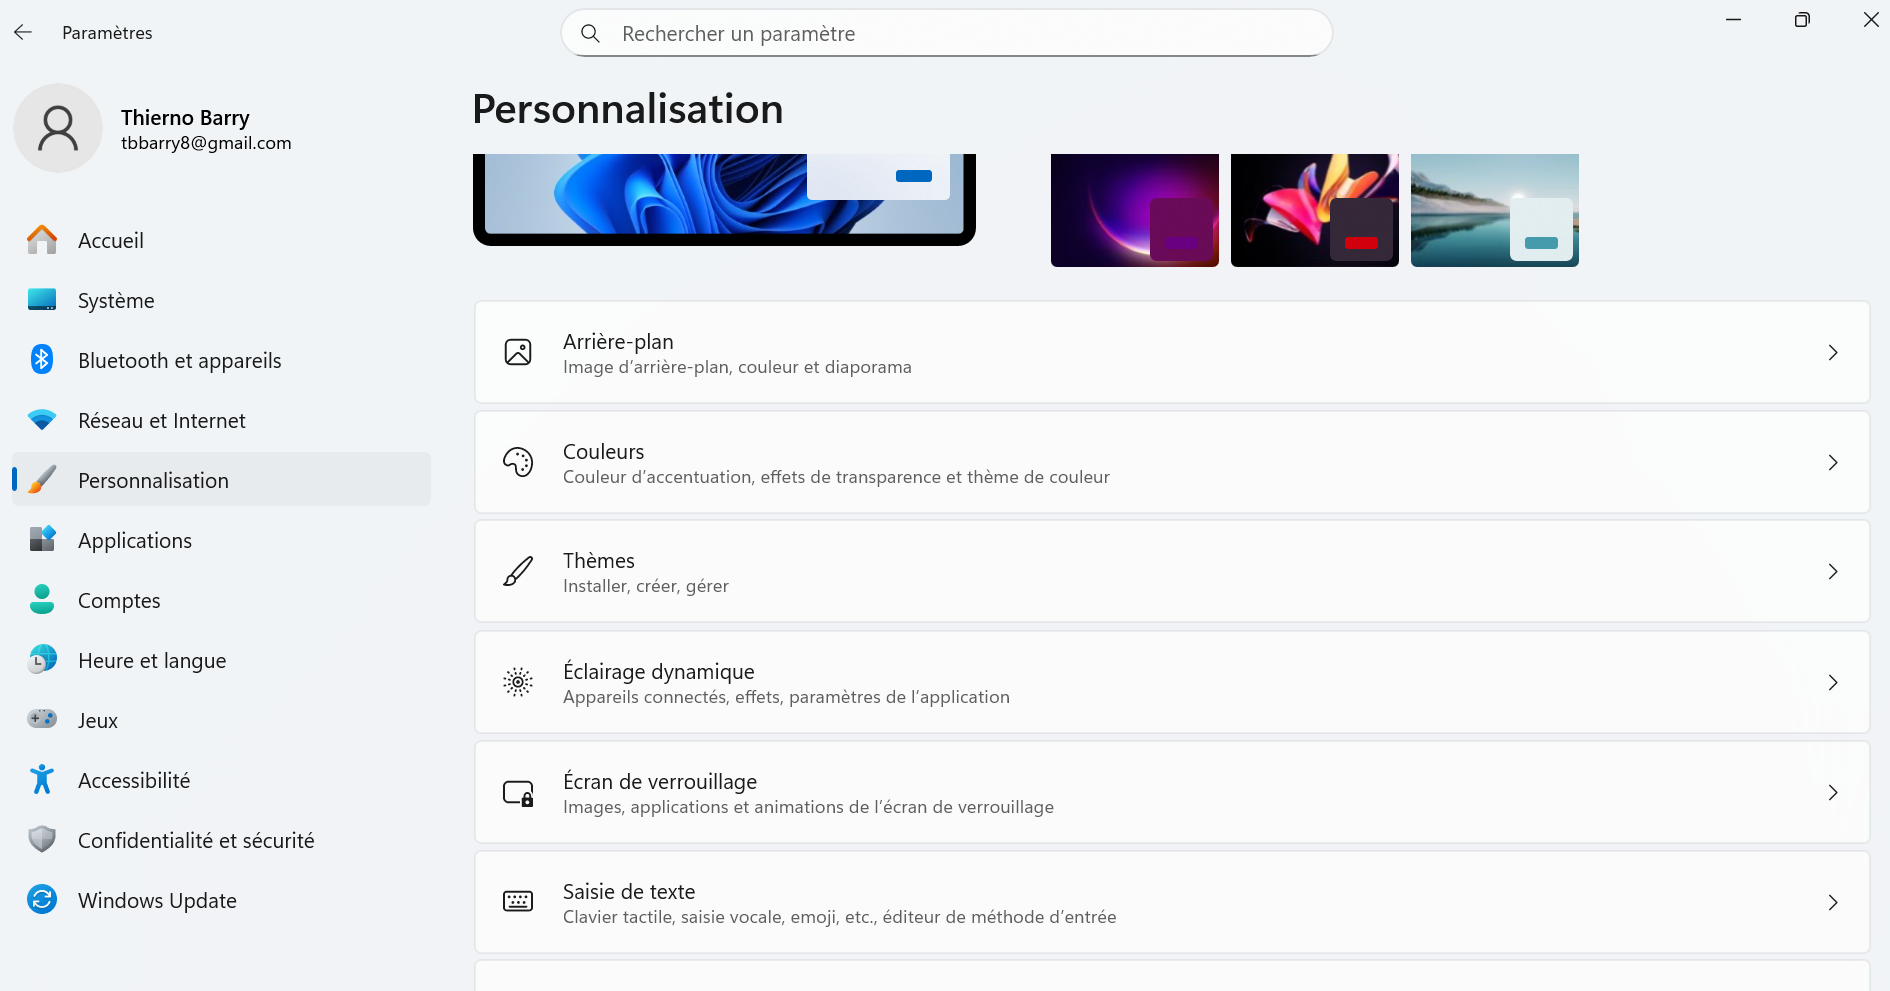 Paramètres
Rechercher un paramètre
Thierno Barry
tbbarry8@gmail.com
Accueil
Système
Bluetooth et appareils
Réseau et Internet
Personnalisation
Applications
Comptes
Heure et langue
Jeux
Accessibilité
Confidentialité et sécurité
Windows Update
Personnalisation
Arrière-plan
Image d’arrière-plan, couleur et diaporama
Couleurs
Couleur d’accentuation, effets de transparence et thème de couleur
Thèmes
Installer, créer, gérer
Éclairage dynamique
Appareils connectés, effets, paramètres de l’application
Écran de verrouillage
Images, applications et animations de l’écran de verrouillage
Saisie de texte
Clavier tactile, saisie vocale, emoji, etc., éditeur de méthode d’entrée